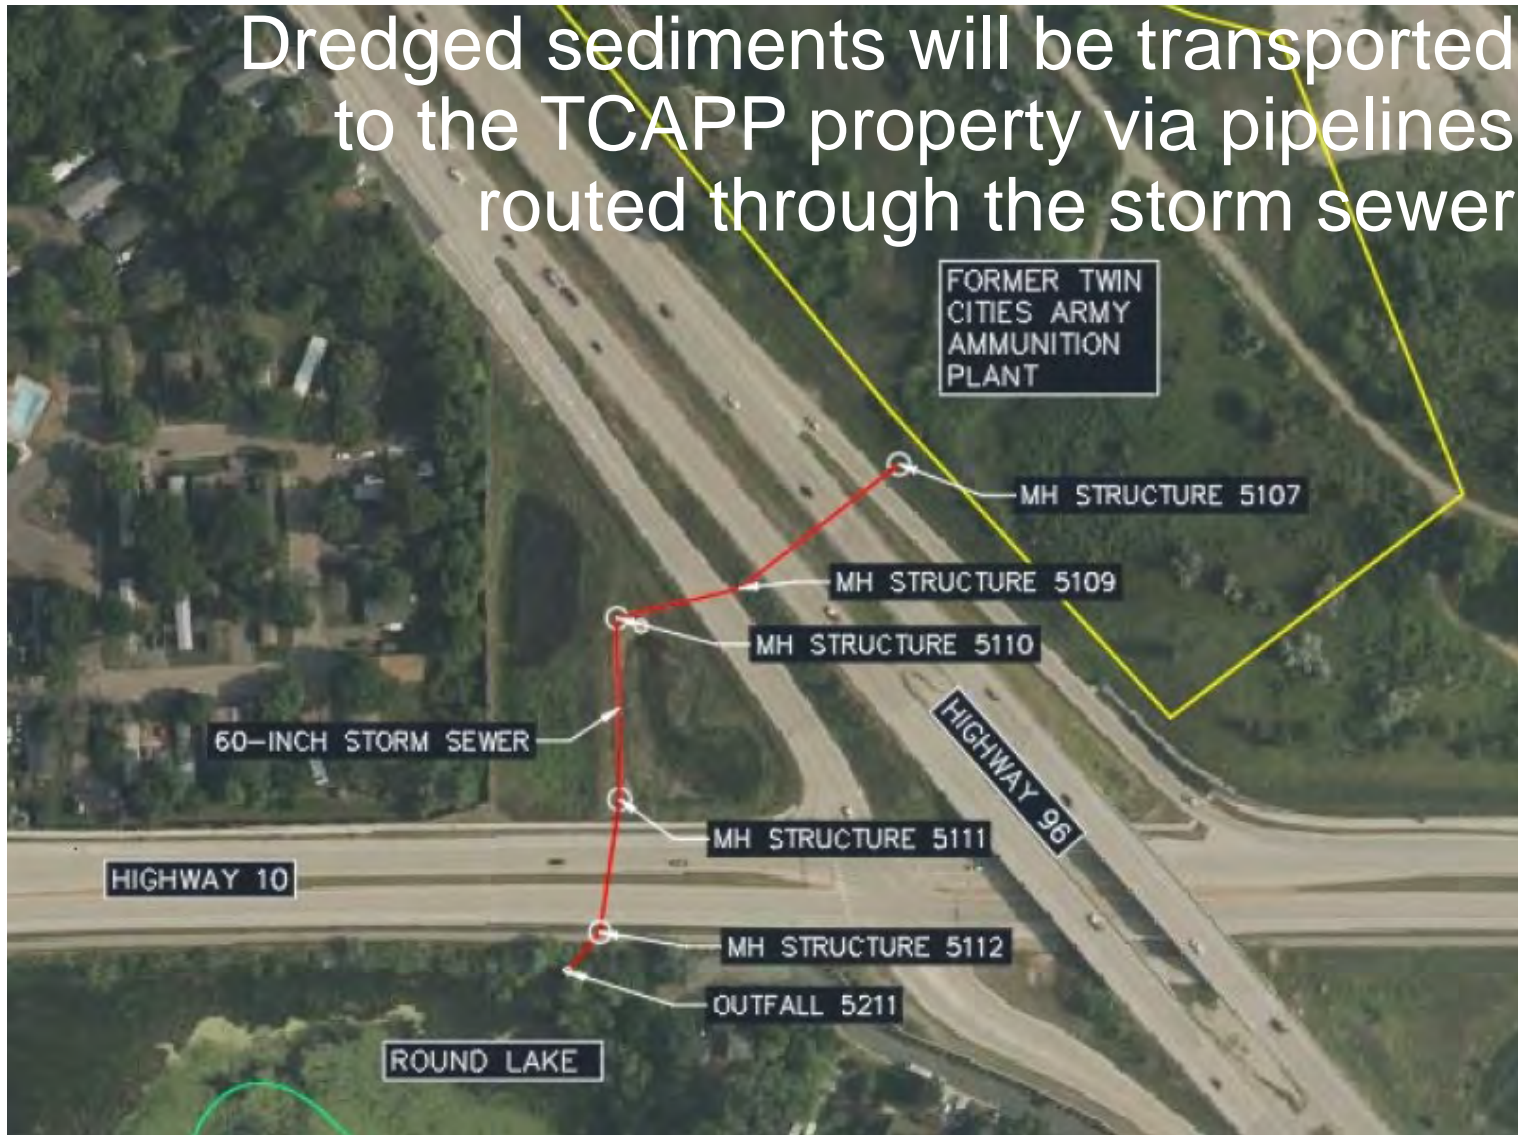 Dredged sediments will be transported
to the TCAPP property via pipelines
routed through the storm sewer
FORMER TWIN
CITIES ARMY
AMMUNITION
PLANT
MH STRUCTURE 5107
MH STRUCTURE 5109
MH STRUCTURE 5110
60-INCH STORM SEWER
HIGHWAY 96
MH STRUCTURE 5111
HIGHWAY 10
MH STRUCTURE 5112
OUTFALL 5211
ROUND LAKE